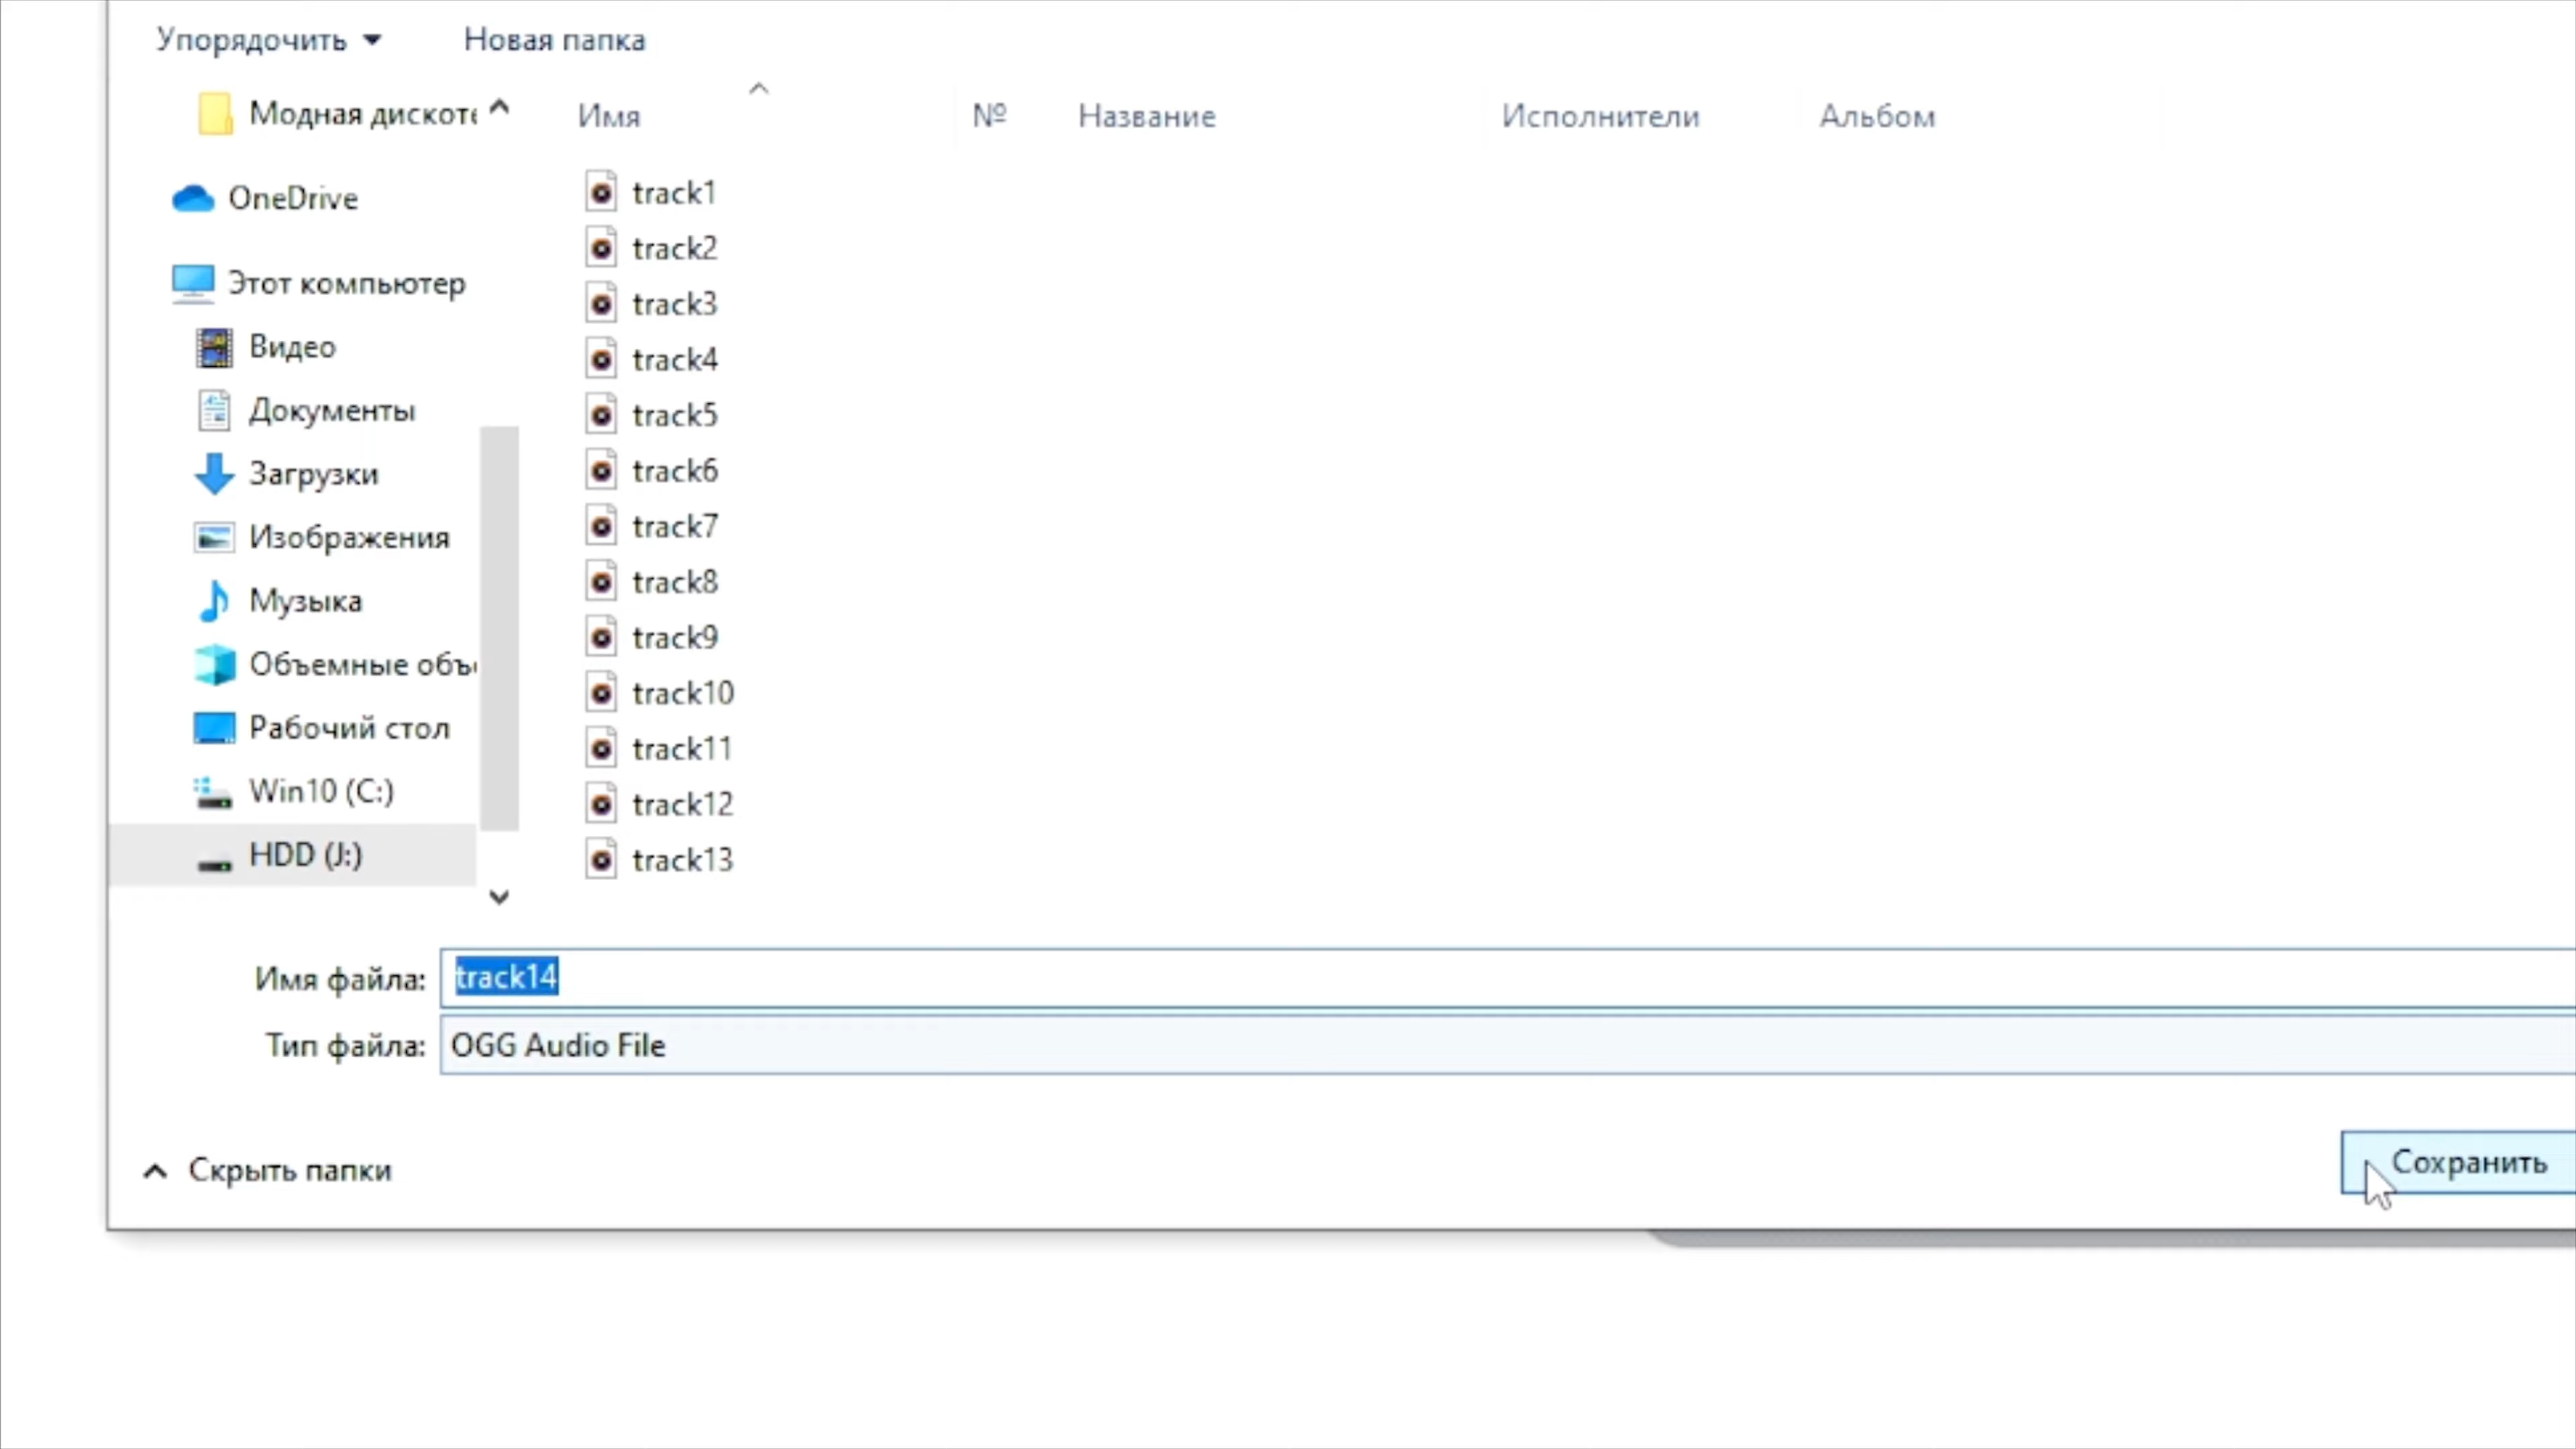 Упорядочить Новая папка
Модная дискоте
OneDrive
Этот компьютер
Видео
Документы
Загрузки
Изображения
Музыка
Объемные объе
Рабочий стол
Win10 (C:)
HDD (J:)
Имя № Название Исполнители Альбом
track1
track2
track3
track4
track5
track6
track7
track8
track9
track10
track11
track12
track13
Имя файла: track14
Тип файла: OGG Audio File
Скрыть папки
Сохранить